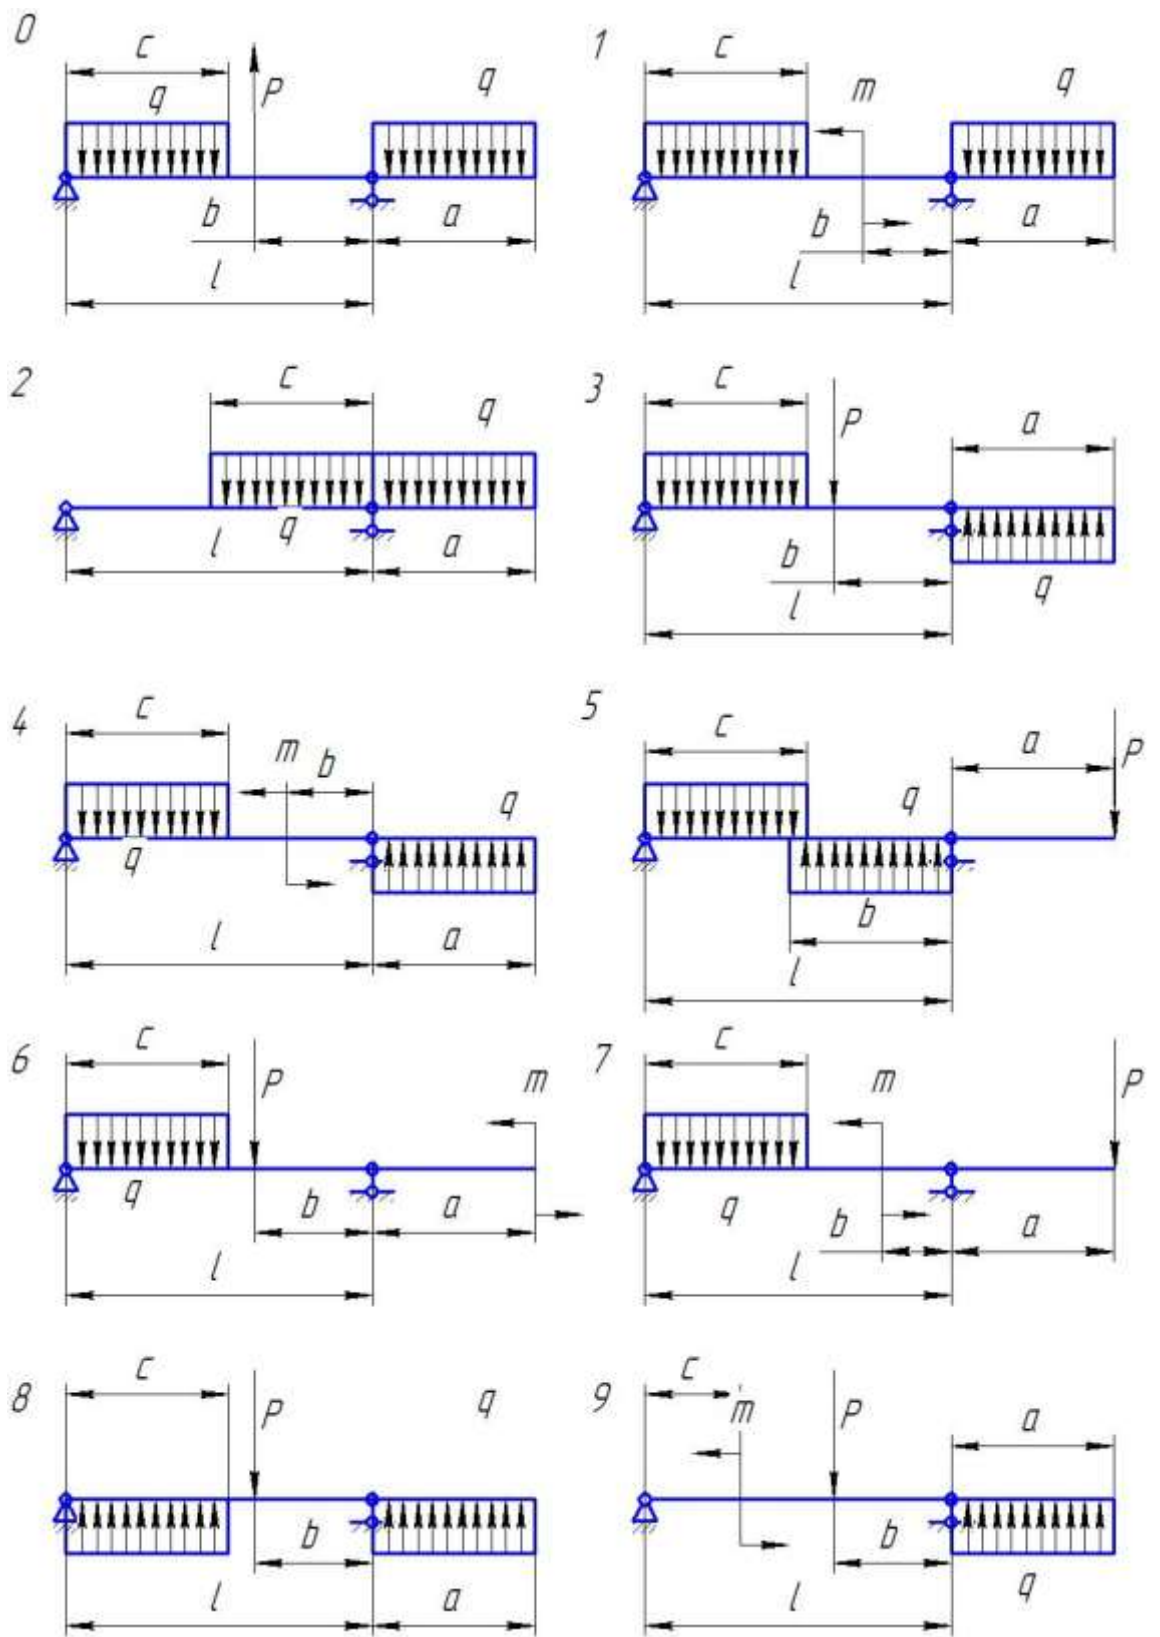 0 c q P q b a l
1 c m q b a l
2 c q q l a
3 c P a b q l
4 c m b q q l a
5 c a P q b l
6 c P m q b a l
7 c m P q b a l
8 c P q b l a
9 c m P a b q l